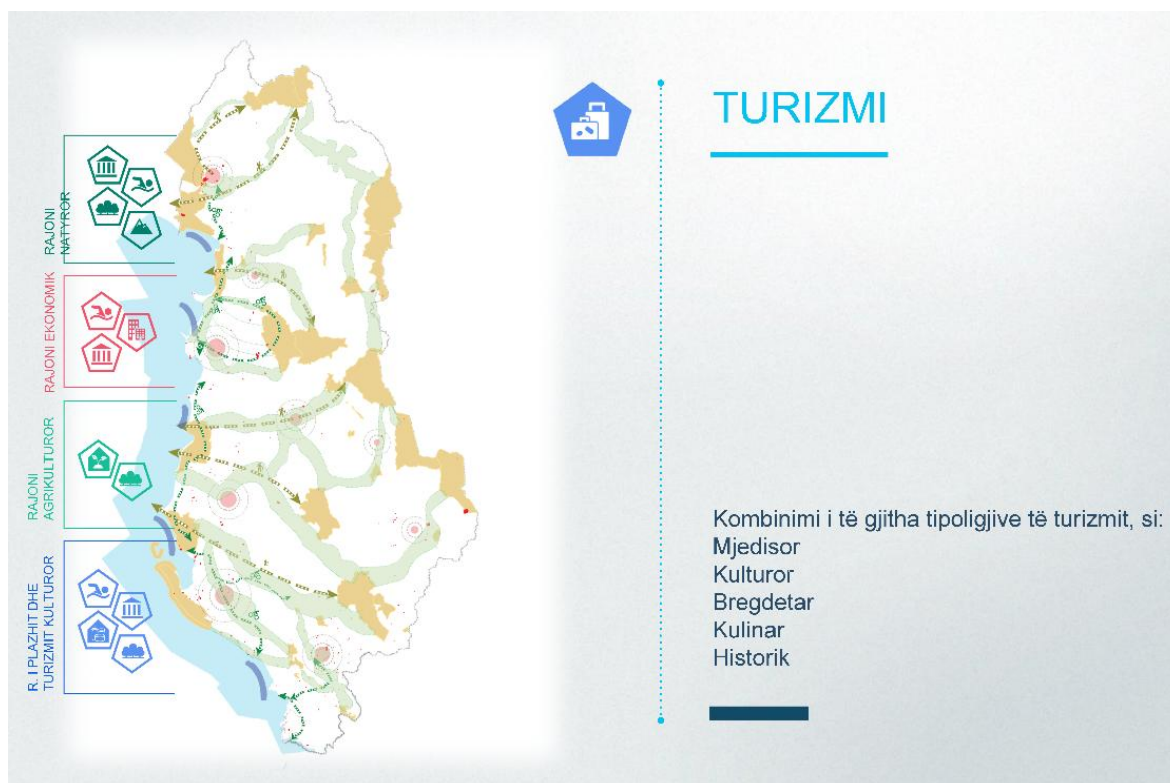 TURIZMI
RAJONI
NATYROR
RAJONI EKONOMIK
RAJONI
AGRIKULTUROR
R. I PLAZHIT DHE
TURIZMIT KULTUROR
Kombinimi i të gjitha tipoligjive të turizmit, si:
Mjedisor
Kulturor
Bregdetar
Kulinar
Historik